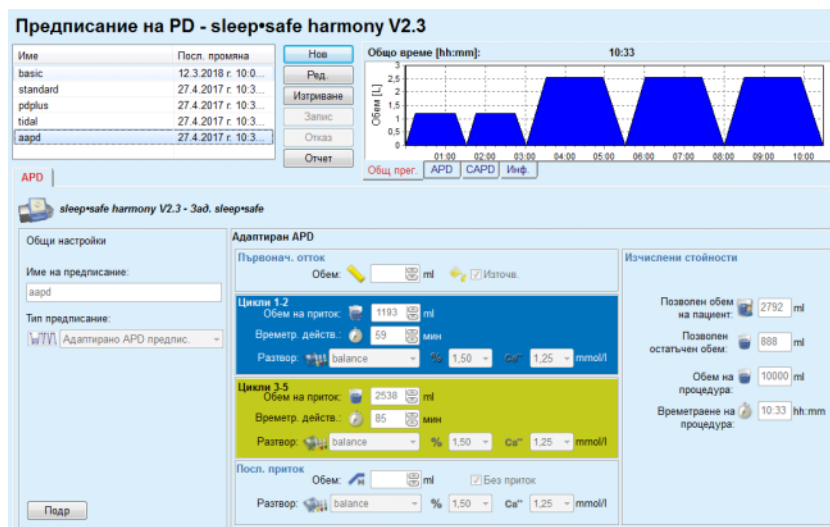 Предписание на PD - sleep•safe harmony V2.3
Име Посл. промяна
basic 12.3.2018 г. 10:0...
standard 27.4.2017 г. 10:3...
pdplus 27.4.2017 г. 10:3...
tidal 27.4.2017 г. 10:3...
aapd 27.4.2017 г. 10:3...
Нов
Ред.
Изтриване
Запис
Отказ
Отчет
Общо време [hh:mm]: 10:33
Обем [L]
3
2,5
2
1,5
1
0,5
0
01:00 02:00 03:00 04:00 05:00 06:00 07:00 08:00 09:00 10:00
Общ прег. APD CAPD Инф.
APD
sleep•safe harmony V2.3 - Зад. sleep•safe
Общи настройки
Име на предписание:
aapd
Тип предписание:
Адаптирано APD предпис.
Подр
Адаптиран APD
Първонач. отток
Обем: ml Източв.
Цикли 1-2
Обем на приток: 1193 ml
Времетр. действ.: 59 мин
Разтвор: balance % 1,50 Ca⁺⁺ 1,25 mmol/l
Цикли 3-5
Обем на приток: 2538 ml
Времетр. действ.: 85 мин
Разтвор: balance % 1,50 Ca⁺⁺ 1,25 mmol/l
Посл. приток
Обем: ml Без приток
Разтвор: balance % 1,50 Ca⁺⁺ 1,25 mmol/l
Изчислени стойности
Позволен обем
на пациент: 2792 ml
Позволен
остатъчен обем: 888 ml
Обем на
процедура: 10000 ml
Времетраене на
процедура: 10:33 hh:mm